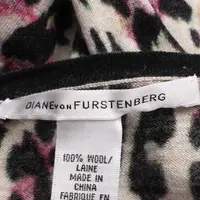 DIANE VON FURSTENBERG
100% WOOL/
LAINE
MADE IN
CHINA
FABRIQUE EN